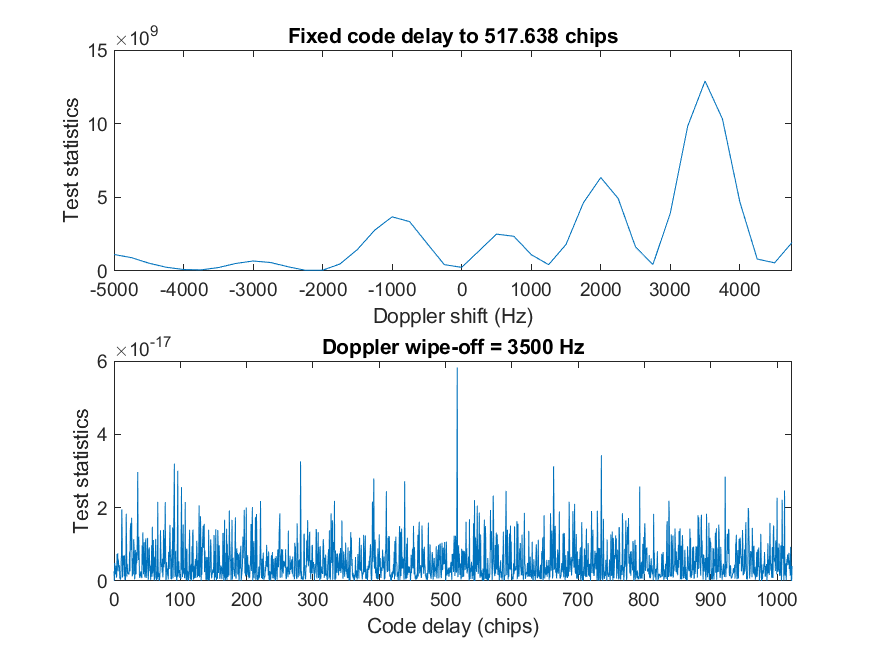 ×10^9
Fixed code delay to 517.638 chips
15
10
5
0
Test statistics
-5000 -4000 -3000 -2000 -1000 0 1000 2000 3000 4000
Doppler shift (Hz)
×10^-17
Doppler wipe-off = 3500 Hz
6
4
2
0
Test statistics
0 100 200 300 400 500 600 700 800 900 1000
Code delay (chips)